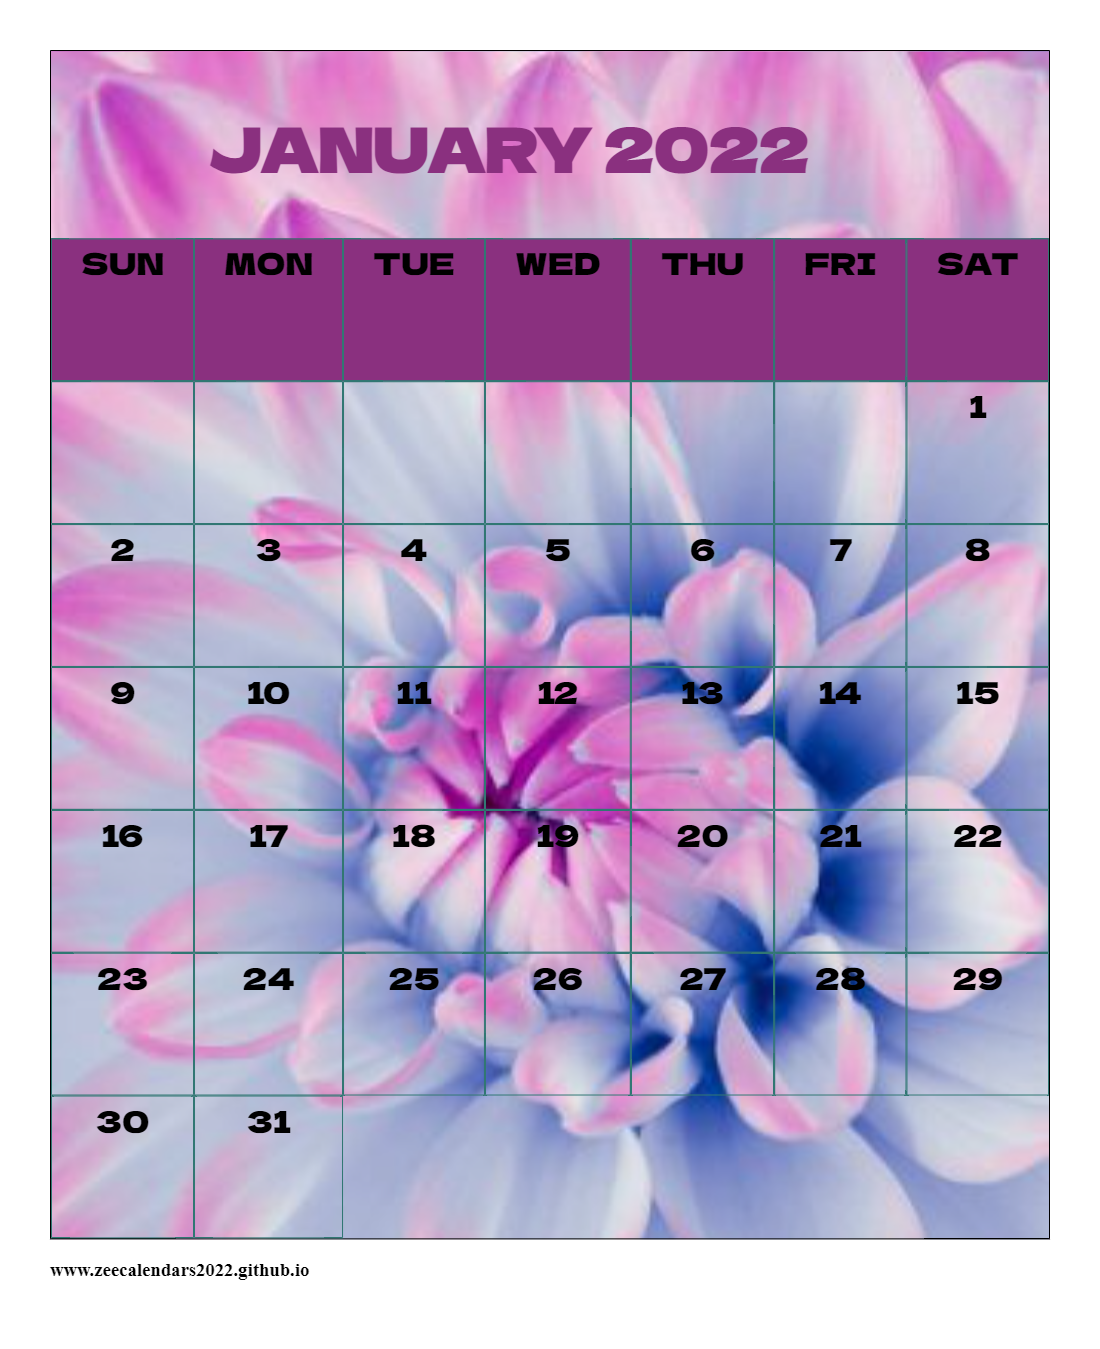 JANUARY 2022
SUN MON TUE WED THU FRI SAT
1
2 3 4 5 6 7 8
9 10 11 12 13 14 15
16 17 18 19 20 21 22
23 24 25 26 27 28 29
30 31
www.zeecalendars2022.github.io